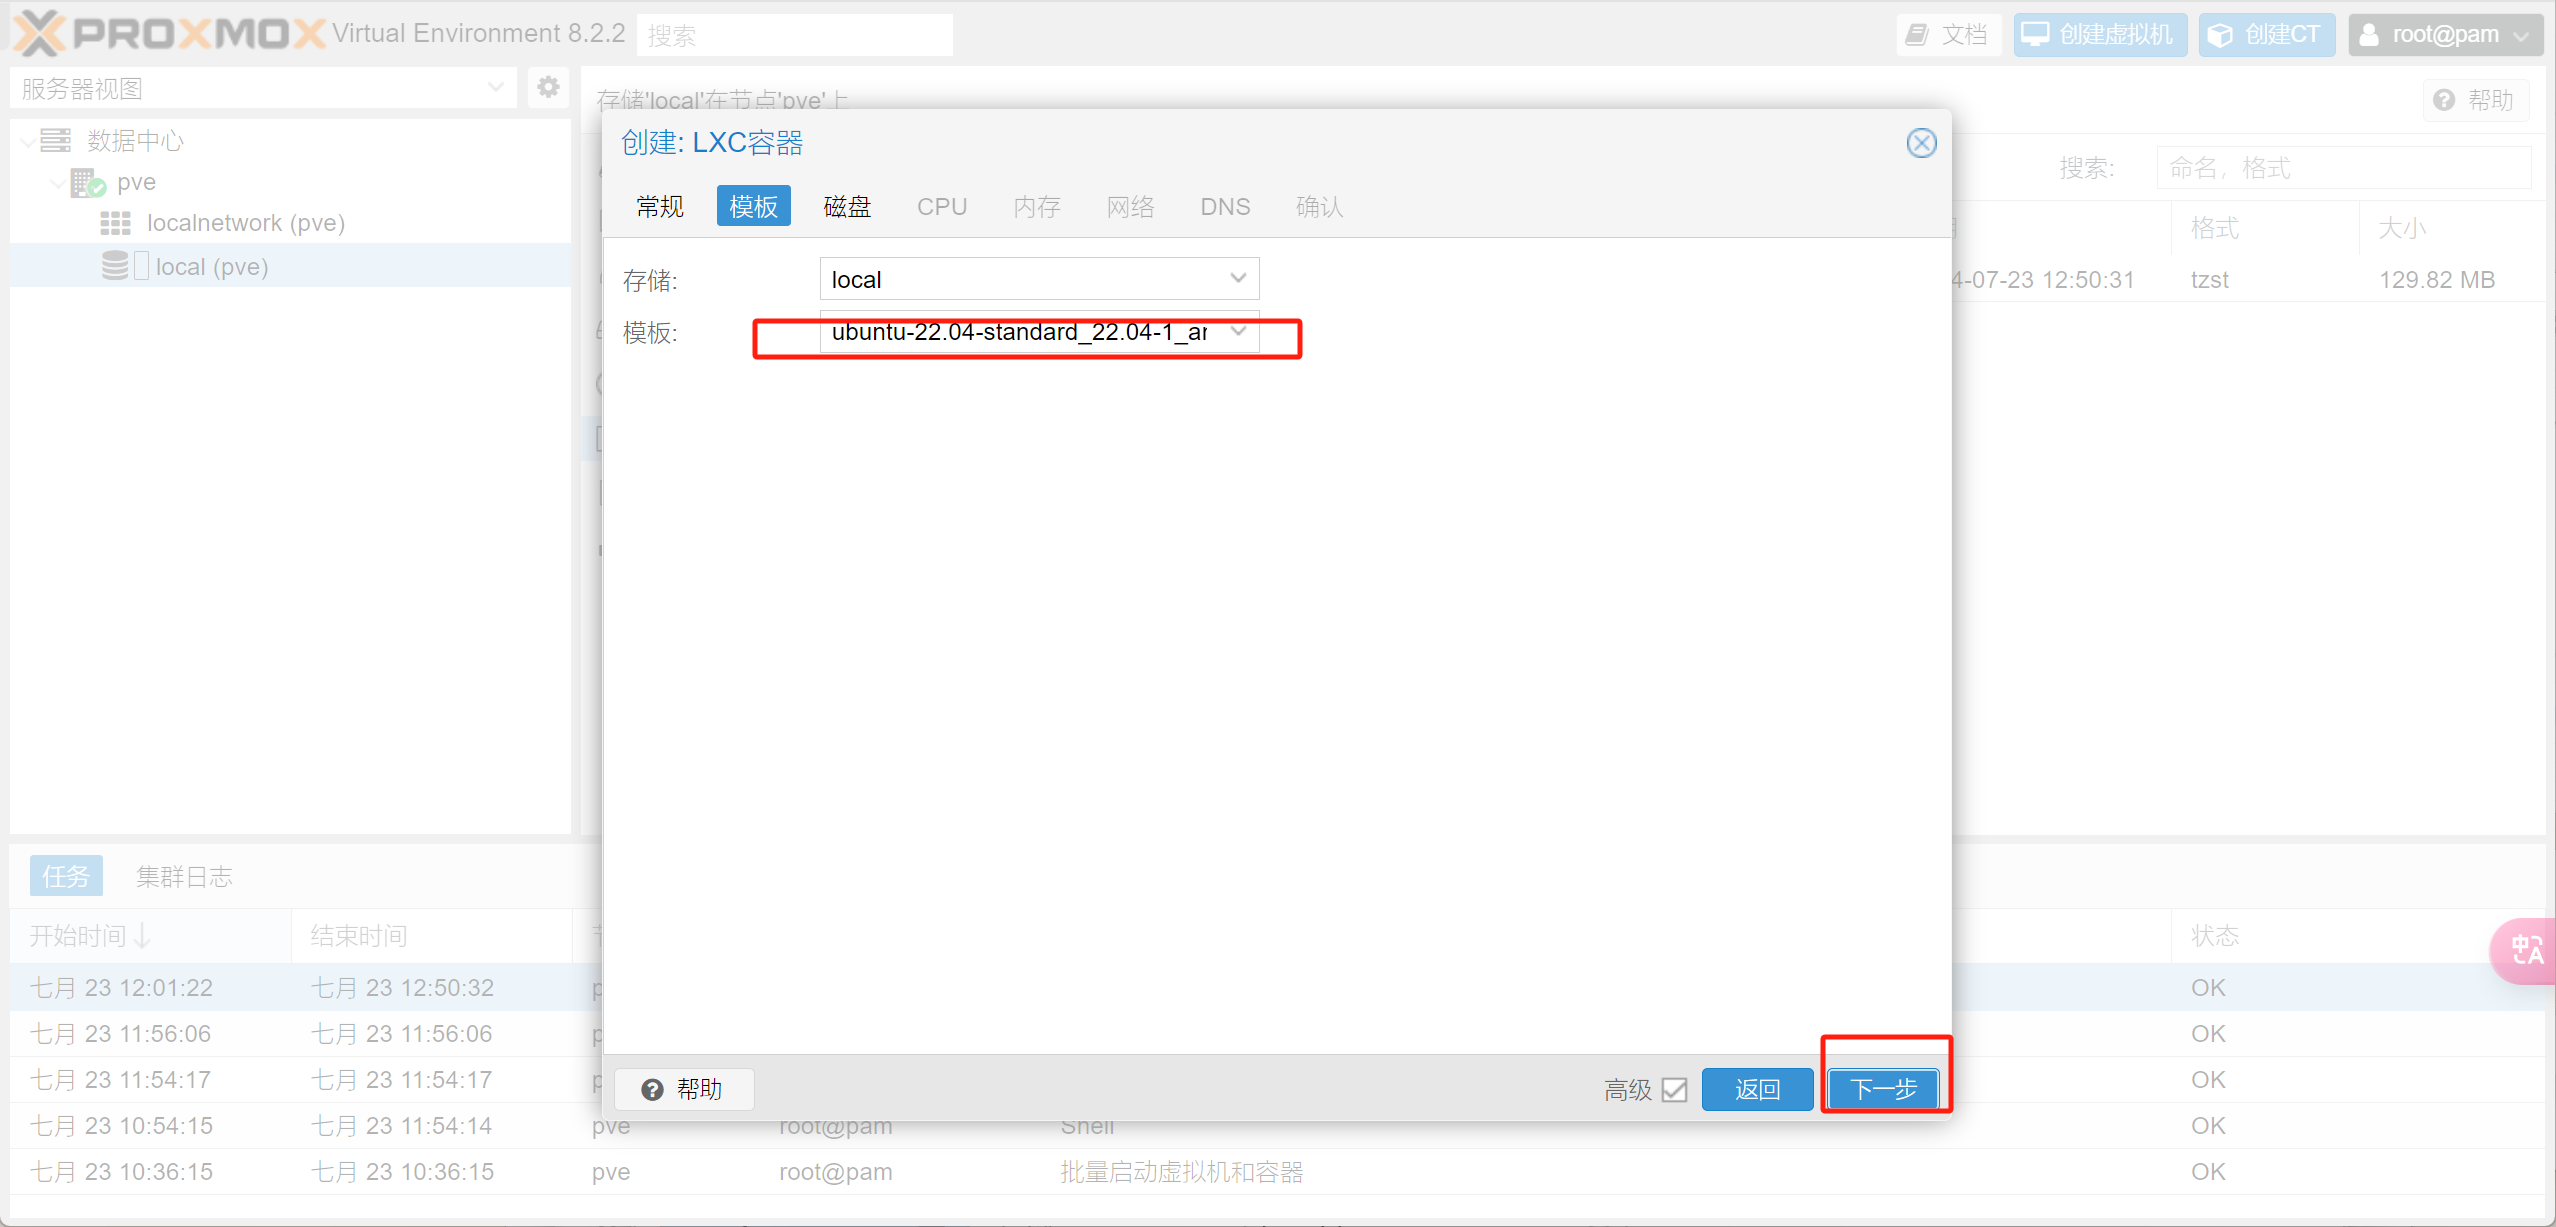 PROXMOX Virtual Environment 8.2.2 搜索 文档 创建虚拟机 创建CT root@pam
服务器视图
存储'local'在节点'pve'上 帮助
数据中心
pve
localnetwork (pve)
local (pve)
搜索: 命名，格式
格式 大小
4-07-23 12:50:31 tzst 129.82 MB
创建: LXC容器
常规 模板 磁盘 CPU 内存 网络 DNS 确认
存储: local
模板: ubuntu-22.04-standard_22.04-1_ar
帮助 高级 返回 下一步
任务 集群日志
开始时间 结束时间 状态
七月 23 12:01:22 七月 23 12:50:32 OK
七月 23 11:56:06 七月 23 11:56:06 OK
七月 23 11:54:17 七月 23 11:54:17 OK
七月 23 10:54:15 七月 23 11:54:14 pve root@pam Shell OK
七月 23 10:36:15 七月 23 10:36:15 pve root@pam 批量启动虚拟机和容器 OK
中A